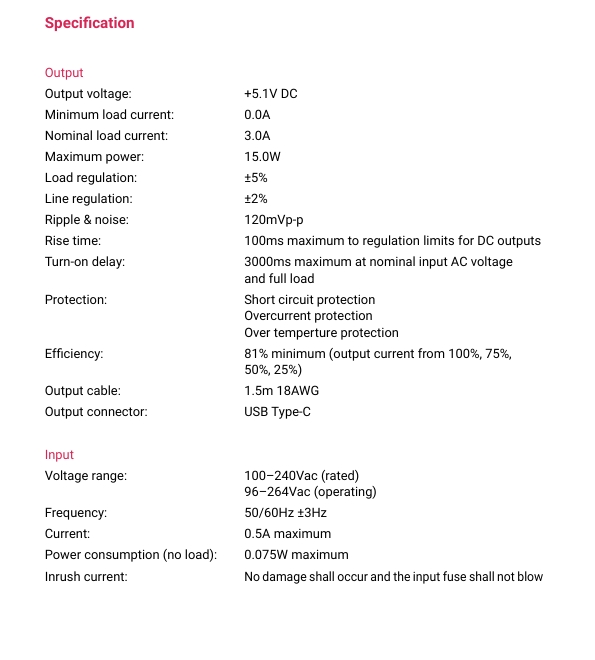 Specification
Output
Output voltage: +5.1V DC
Minimum load current: 0.0A
Nominal load current: 3.0A
Maximum power: 15.0W
Load regulation: ±5%
Line regulation: ±2%
Ripple & noise: 120mVp-p
Rise time: 100ms maximum to regulation limits for DC outputs
Turn-on delay: 3000ms maximum at nominal input AC voltage
and full load
Protection: Short circuit protection
Overcurrent protection
Over temperture protection
Efficiency: 81% minimum (output current from 100%, 75%,
50%, 25%)
Output cable: 1.5m 18AWG
Output connector: USB Type-C
Input
Voltage range: 100–240Vac (rated)
96–264Vac (operating)
Frequency: 50/60Hz ±3Hz
Current: 0.5A maximum
Power consumption (no load): 0.075W maximum
Inrush current: No damage shall occur and the input fuse shall not blow